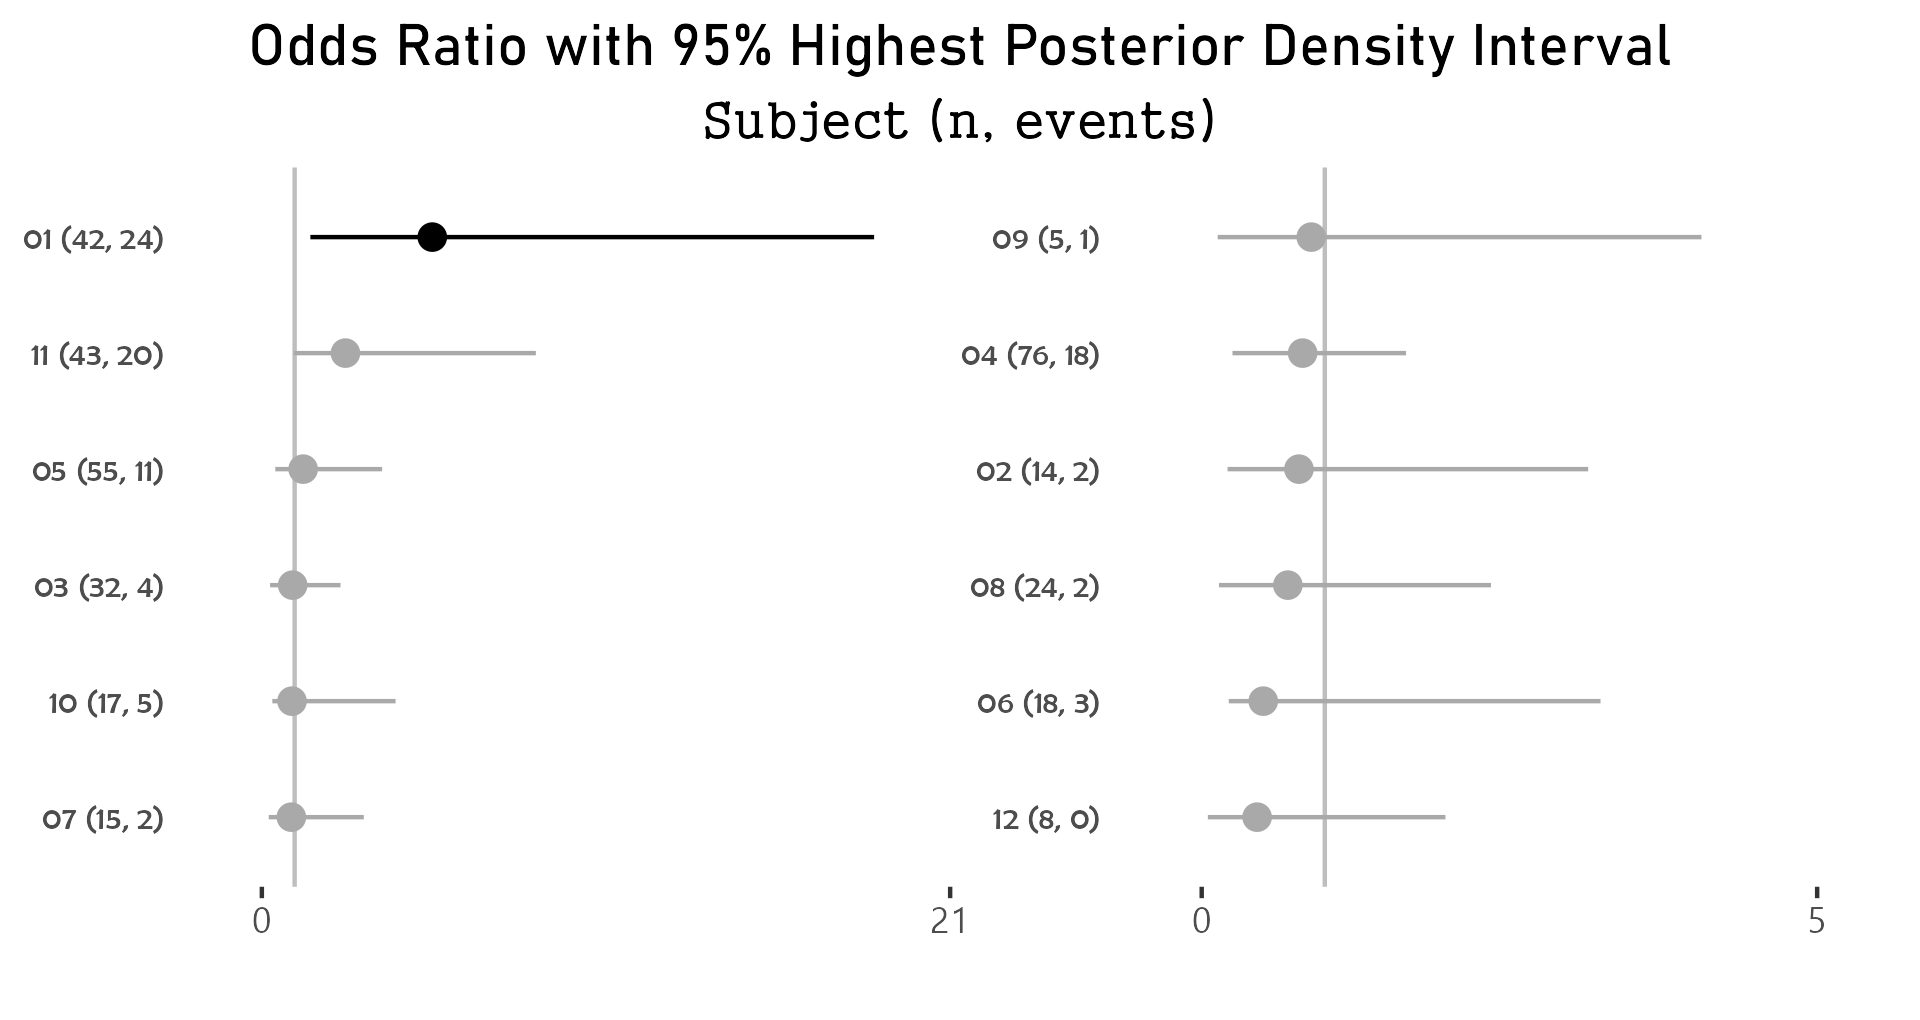 Odds Ratio with 95% Highest Posterior Density Interval
Subject (n, events)
01 (42, 24)
11 (43, 20)
05 (55, 11)
03 (32, 4)
10 (17, 5)
07 (15, 2)
0
21
09 (5, 1)
04 (76, 18)
02 (14, 2)
08 (24, 2)
06 (18, 3)
12 (8, 0)
0
5